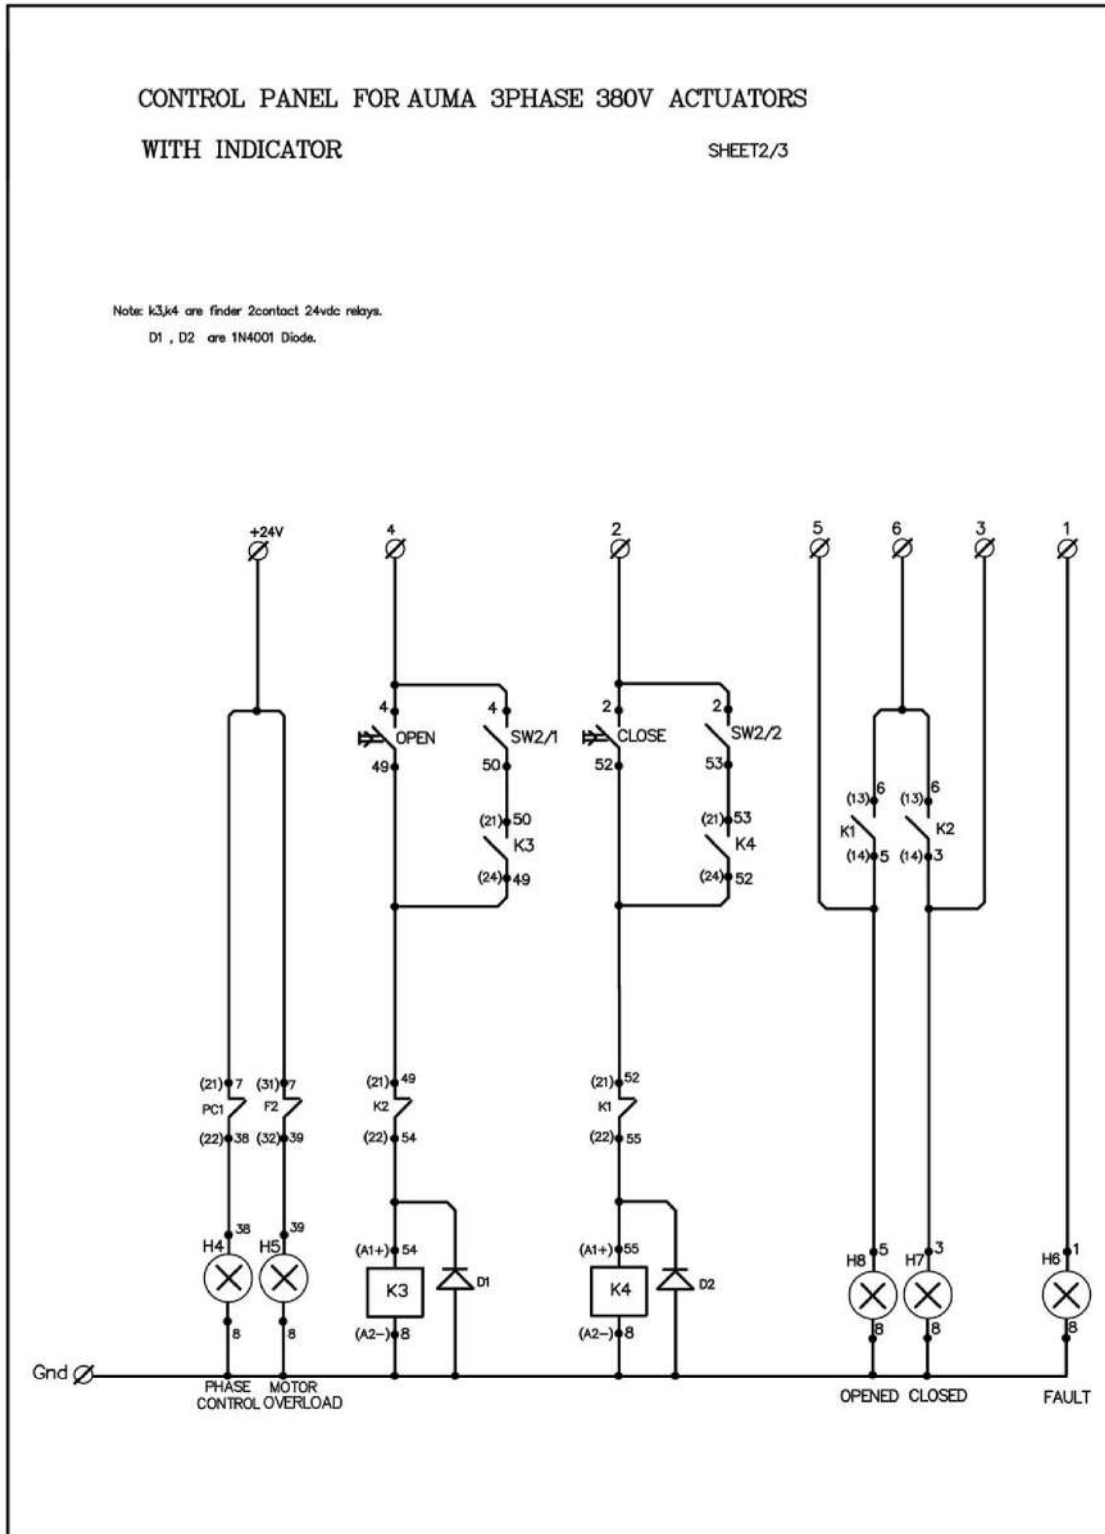 CONTROL PANEL FOR AUMA 3PHASE 380V ACTUATORS
WITH INDICATOR
SHEET2/3
Note: k3,k4 are finder 2contact 24vdc relays.
D1 , D2 are 1N4001 Diode.
+24V 4 2 5 6 3 1
4 4 2 2
OPEN SW2/1 CLOSE SW2/2
49 50 52 53
6 6
(13) (13)
(21) 50 (21) 53
K1 K2
K3 K4
(14) 5 (14) 3
(24) 49 (24) 52
(21) 7 (31) 7 (21) 49 (21) 52
PC1 F2 K2 K1
(22) 38 (32) 39 (22) 54 (22) 55
38 39
H4 H5 (A1+) 54 (A1+) 55 H8 5 H7 3 H6 1
K3 D1 K4 D2
8 8 (A2-) 8 (A2-) 8 8 8 8
Gnd
PHASE MOTOR
CONTROL OVERLOAD
OPENED CLOSED FAULT